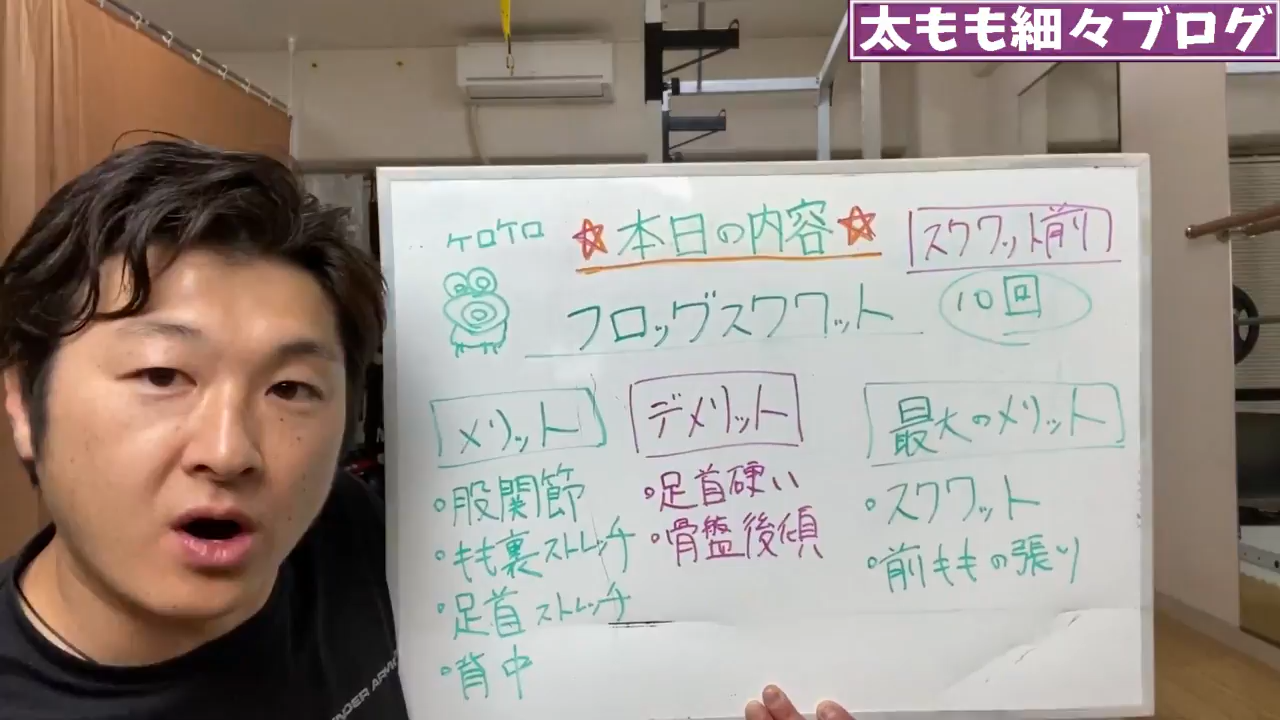 太もも細々ブログ
ケロケロ
☆本日の内容☆
スクワット前
フロッグスクワット
10回
メリット
・股関節
・もも裏ストレッチ
・足首ストレッチ
・背中
デメリット
・足首硬い
・骨盤後傾
最大のメリット
・スクワット
・前ももの張り
UNDER ARMOUR